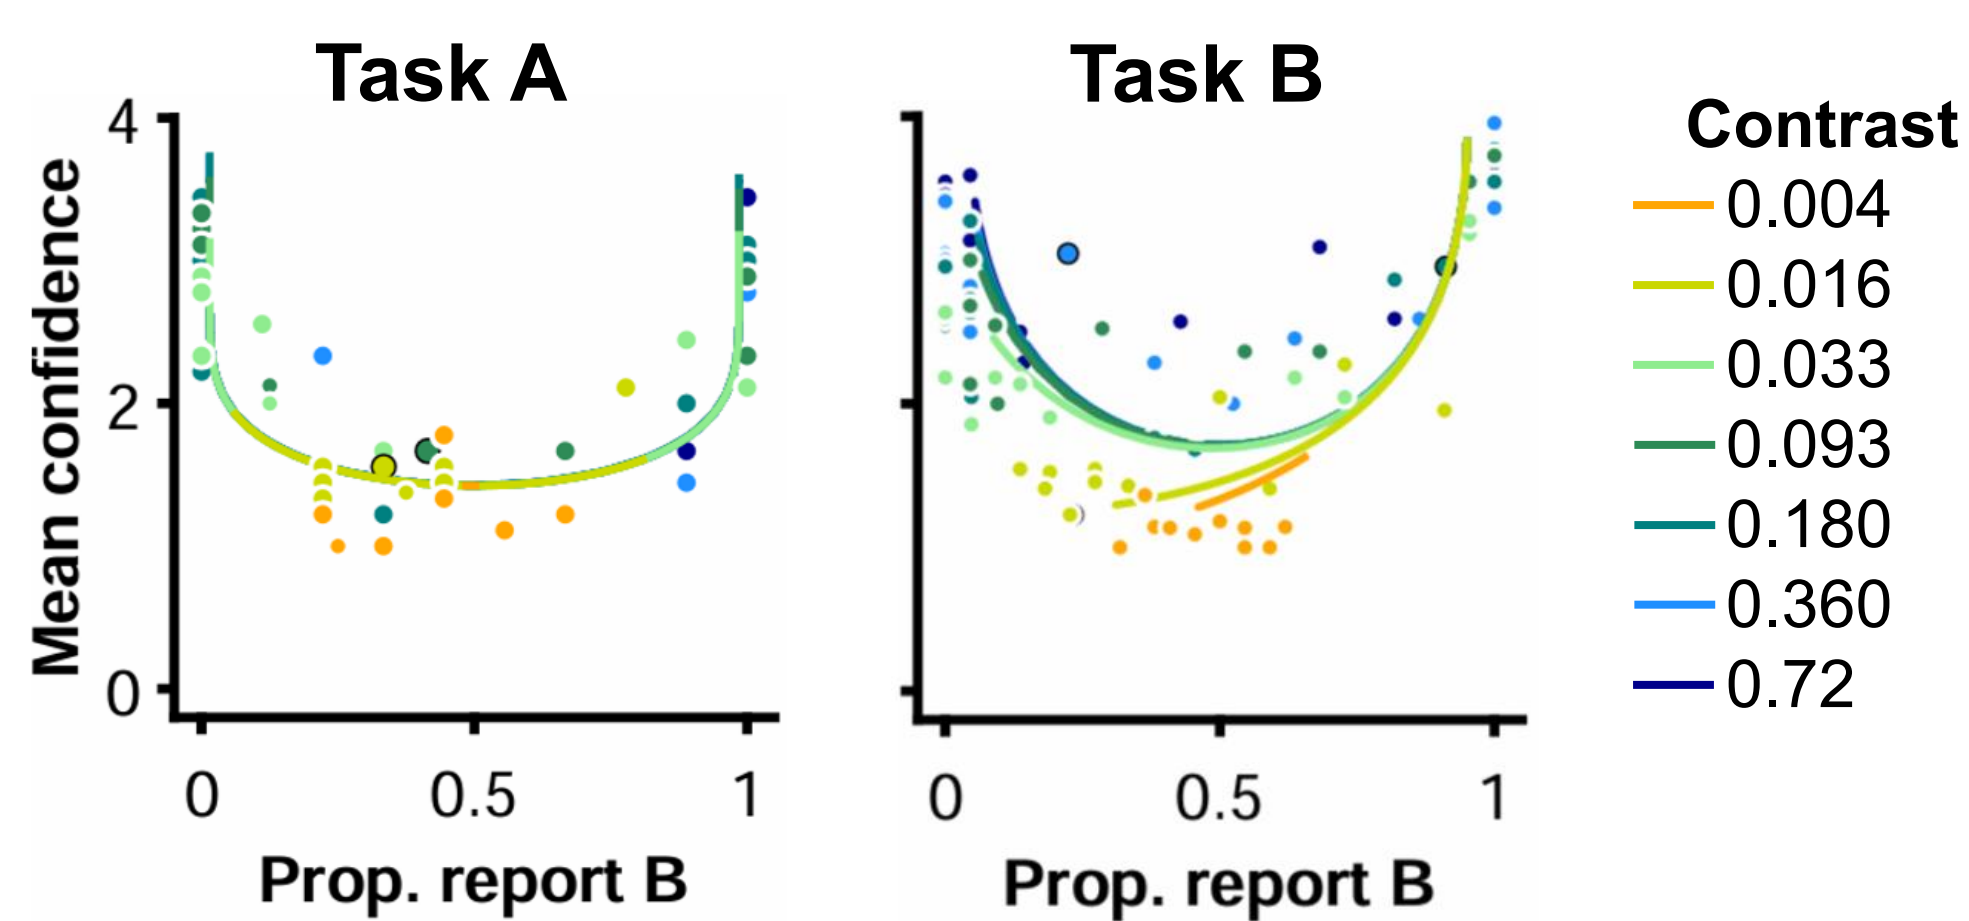 Task A
Task B
Contrast
0.004
0.016
0.033
0.093
0.180
0.360
0.72
Mean confidence
4
2
0
0 0.5 1
0 0.5 1
Prop. report B
Prop. report B